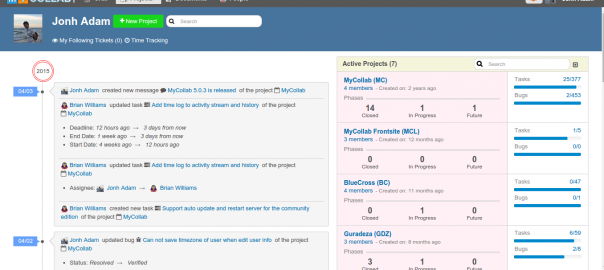 Jonh Adam
+ New Project
Search
My Following Tickets (0) Time Tracking
2015
04/03
Jonh Adam created new message MyCollab 5.0.3 is released of the project
MyCollab
Brian Williams updated task Add time log to activity stream and history of the project
MyCollab
Deadline: 12 hours ago → 3 days from now
End Date: 1 week ago → 3 days from now
Start Date: 4 weeks ago → 12 hours ago
Brian Williams updated task Add time log to activity stream and history of the project
MyCollab
Assignee: Jonh Adam → Brian Williams
Brian Williams created new task Support auto update and restart server for the community
edition of the project MyCollab
04/02
Jonh Adam updated bug Can not save timezone of user when edit user info of the project
MyCollab
Status: Resolved → Verified
Active Projects (7)
Search
MyCollab (MC)
4 members - Created on: 2 years ago
Phases
14 1 1
Closed In Progress Future
Tasks 25/377
Bugs 2/453
MyCollab Frontsite (MCL)
3 members - Created on: 12 months ago
Phases
0 0 0
Closed In Progress Future
Tasks 1/5
Bugs 0/0
BlueCross (BC)
4 members - Created on: 11 months ago
Phases
0 1 0
Closed In Progress Future
Tasks 0/47
Bugs 0/1
Guradeza (GDZ)
3 members - Created on: 8 months ago
Phases
3 1 0
Closed In Progress Future
Tasks 6/59
Bugs 2/8